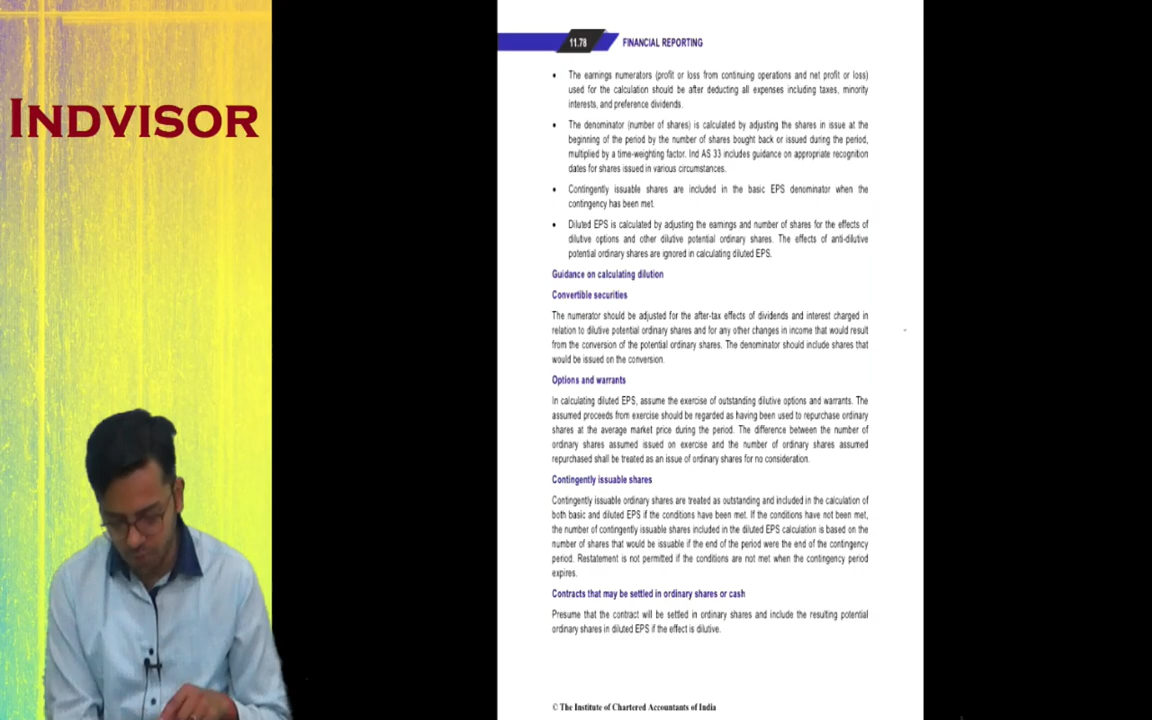 INDVISOR
11.78 FINANCIAL REPORTING
• The earnings numerators (profit or loss from continuing operations and net profit or loss)
used for the calculation should be after deducting all expenses including taxes, minority
interests, and preference dividends.
• The denominator (number of shares) is calculated by adjusting the shares in issue at the
beginning of the period by the number of shares bought back or issued during the period,
multiplied by a time-weighting factor. Ind AS 33 includes guidance on appropriate recognition
dates for shares issued in various circumstances.
• Contingently issuable shares are included in the basic EPS denominator when the
contingency has been met.
• Diluted EPS is calculated by adjusting the earnings and number of shares for the effects of
dilutive options and other dilutive potential ordinary shares. The effects of anti-dilutive
potential ordinary shares are ignored in calculating diluted EPS.
Guidance on calculating dilution
Convertible securities
The numerator should be adjusted for the after-tax effects of dividends and interest charged in
relation to dilutive potential ordinary shares and for any other changes in income that would result
from the conversion of the potential ordinary shares. The denominator should include shares that
would be issued on the conversion.
Options and warrants
In calculating diluted EPS, assume the exercise of outstanding dilutive options and warrants. The
assumed proceeds from exercise should be regarded as having been used to repurchase ordinary
shares at the average market price during the period. The difference between the number of
ordinary shares assumed issued on exercise and the number of ordinary shares assumed
repurchased shall be treated as an issue of ordinary shares for no consideration.
Contingently issuable shares
Contingently issuable ordinary shares are treated as outstanding and included in the calculation of
both basic and diluted EPS if the conditions have been met. If the conditions have not been met,
the number of contingently issuable shares included in the diluted EPS calculation is based on the
number of shares that would be issuable if the end of the period were the end of the contingency
period. Restatement is not permitted if the conditions are not met when the contingency period
expires.
Contracts that may be settled in ordinary shares or cash
Presume that the contract will be settled in ordinary shares and include the resulting potential
ordinary shares in diluted EPS if the effect is dilutive.
© The Institute of Chartered Accountants of India